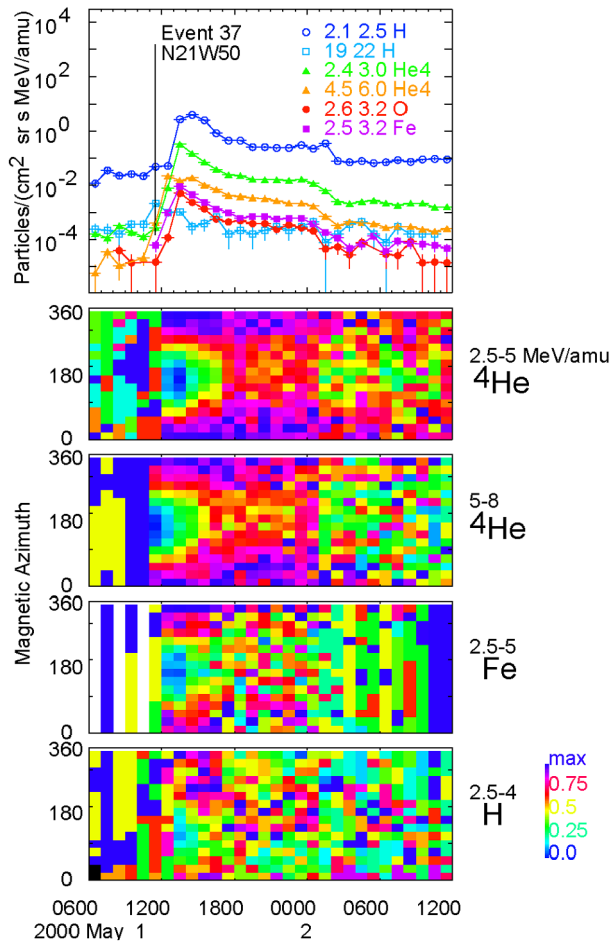 Event 37
N21W50
2.1 2.5 H
19 22 H
2.4 3.0 He4
4.5 6.0 He4
2.6 3.2 O
2.5 3.2 Fe
Particles/(cm2 sr s MeV/amu)
10^4
10^2
10^0
10^-2
10^-4
360
180
0
2.5-5 MeV/amu
4He
360
180
0
5-8
4He
Magnetic Azimuth
360
180
0
2.5-5
Fe
360
180
0
2.5-4
H
max
0.75
0.5
0.25
0.0
0600 1200 1800 0000 0600 1200
2000 May 1 2